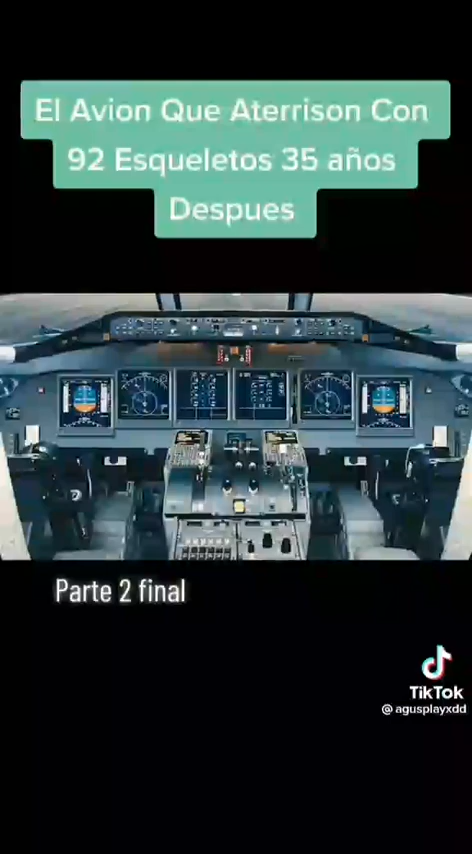 El Avion Que Aterrison Con
92 Esqueletos 35 años
Despues
Parte 2 final
TikTok
@ agusplayxdd